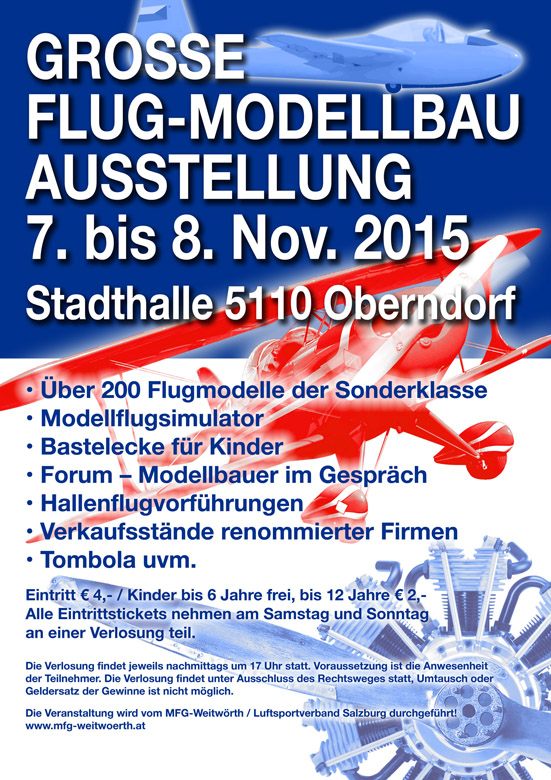 GROSSE
FLUG-MODELLBAU
AUSSTELLUNG
7. bis 8. Nov. 2015
Stadthalle 5110 Oberndorf
• Über 200 Flugmodelle der Sonderklasse
• Modellflugsimulator
• Bastelecke für Kinder
• Forum – Modellbauer im Gespräch
• Hallenflugvorführungen
• Verkaufsstände renommierter Firmen
• Tombola uvm.
Eintritt € 4,- / Kinder bis 6 Jahre frei, bis 12 Jahre € 2,-
Alle Eintrittstickets nehmen am Samstag und Sonntag
an einer Verlosung teil.
Die Verlosung findet jeweils nachmittags um 17 Uhr statt. Voraussetzung ist die Anwesenheit
der Teilnehmer. Die Verlosung findet unter Ausschluss des Rechtsweges statt, Umtausch oder
Geldersatz der Gewinne ist nicht möglich.
Die Veranstaltung wird vom MFG-Weitwörth / Luftsportverband Salzburg durchgeführt!
www.mfg-weitwoerth.at